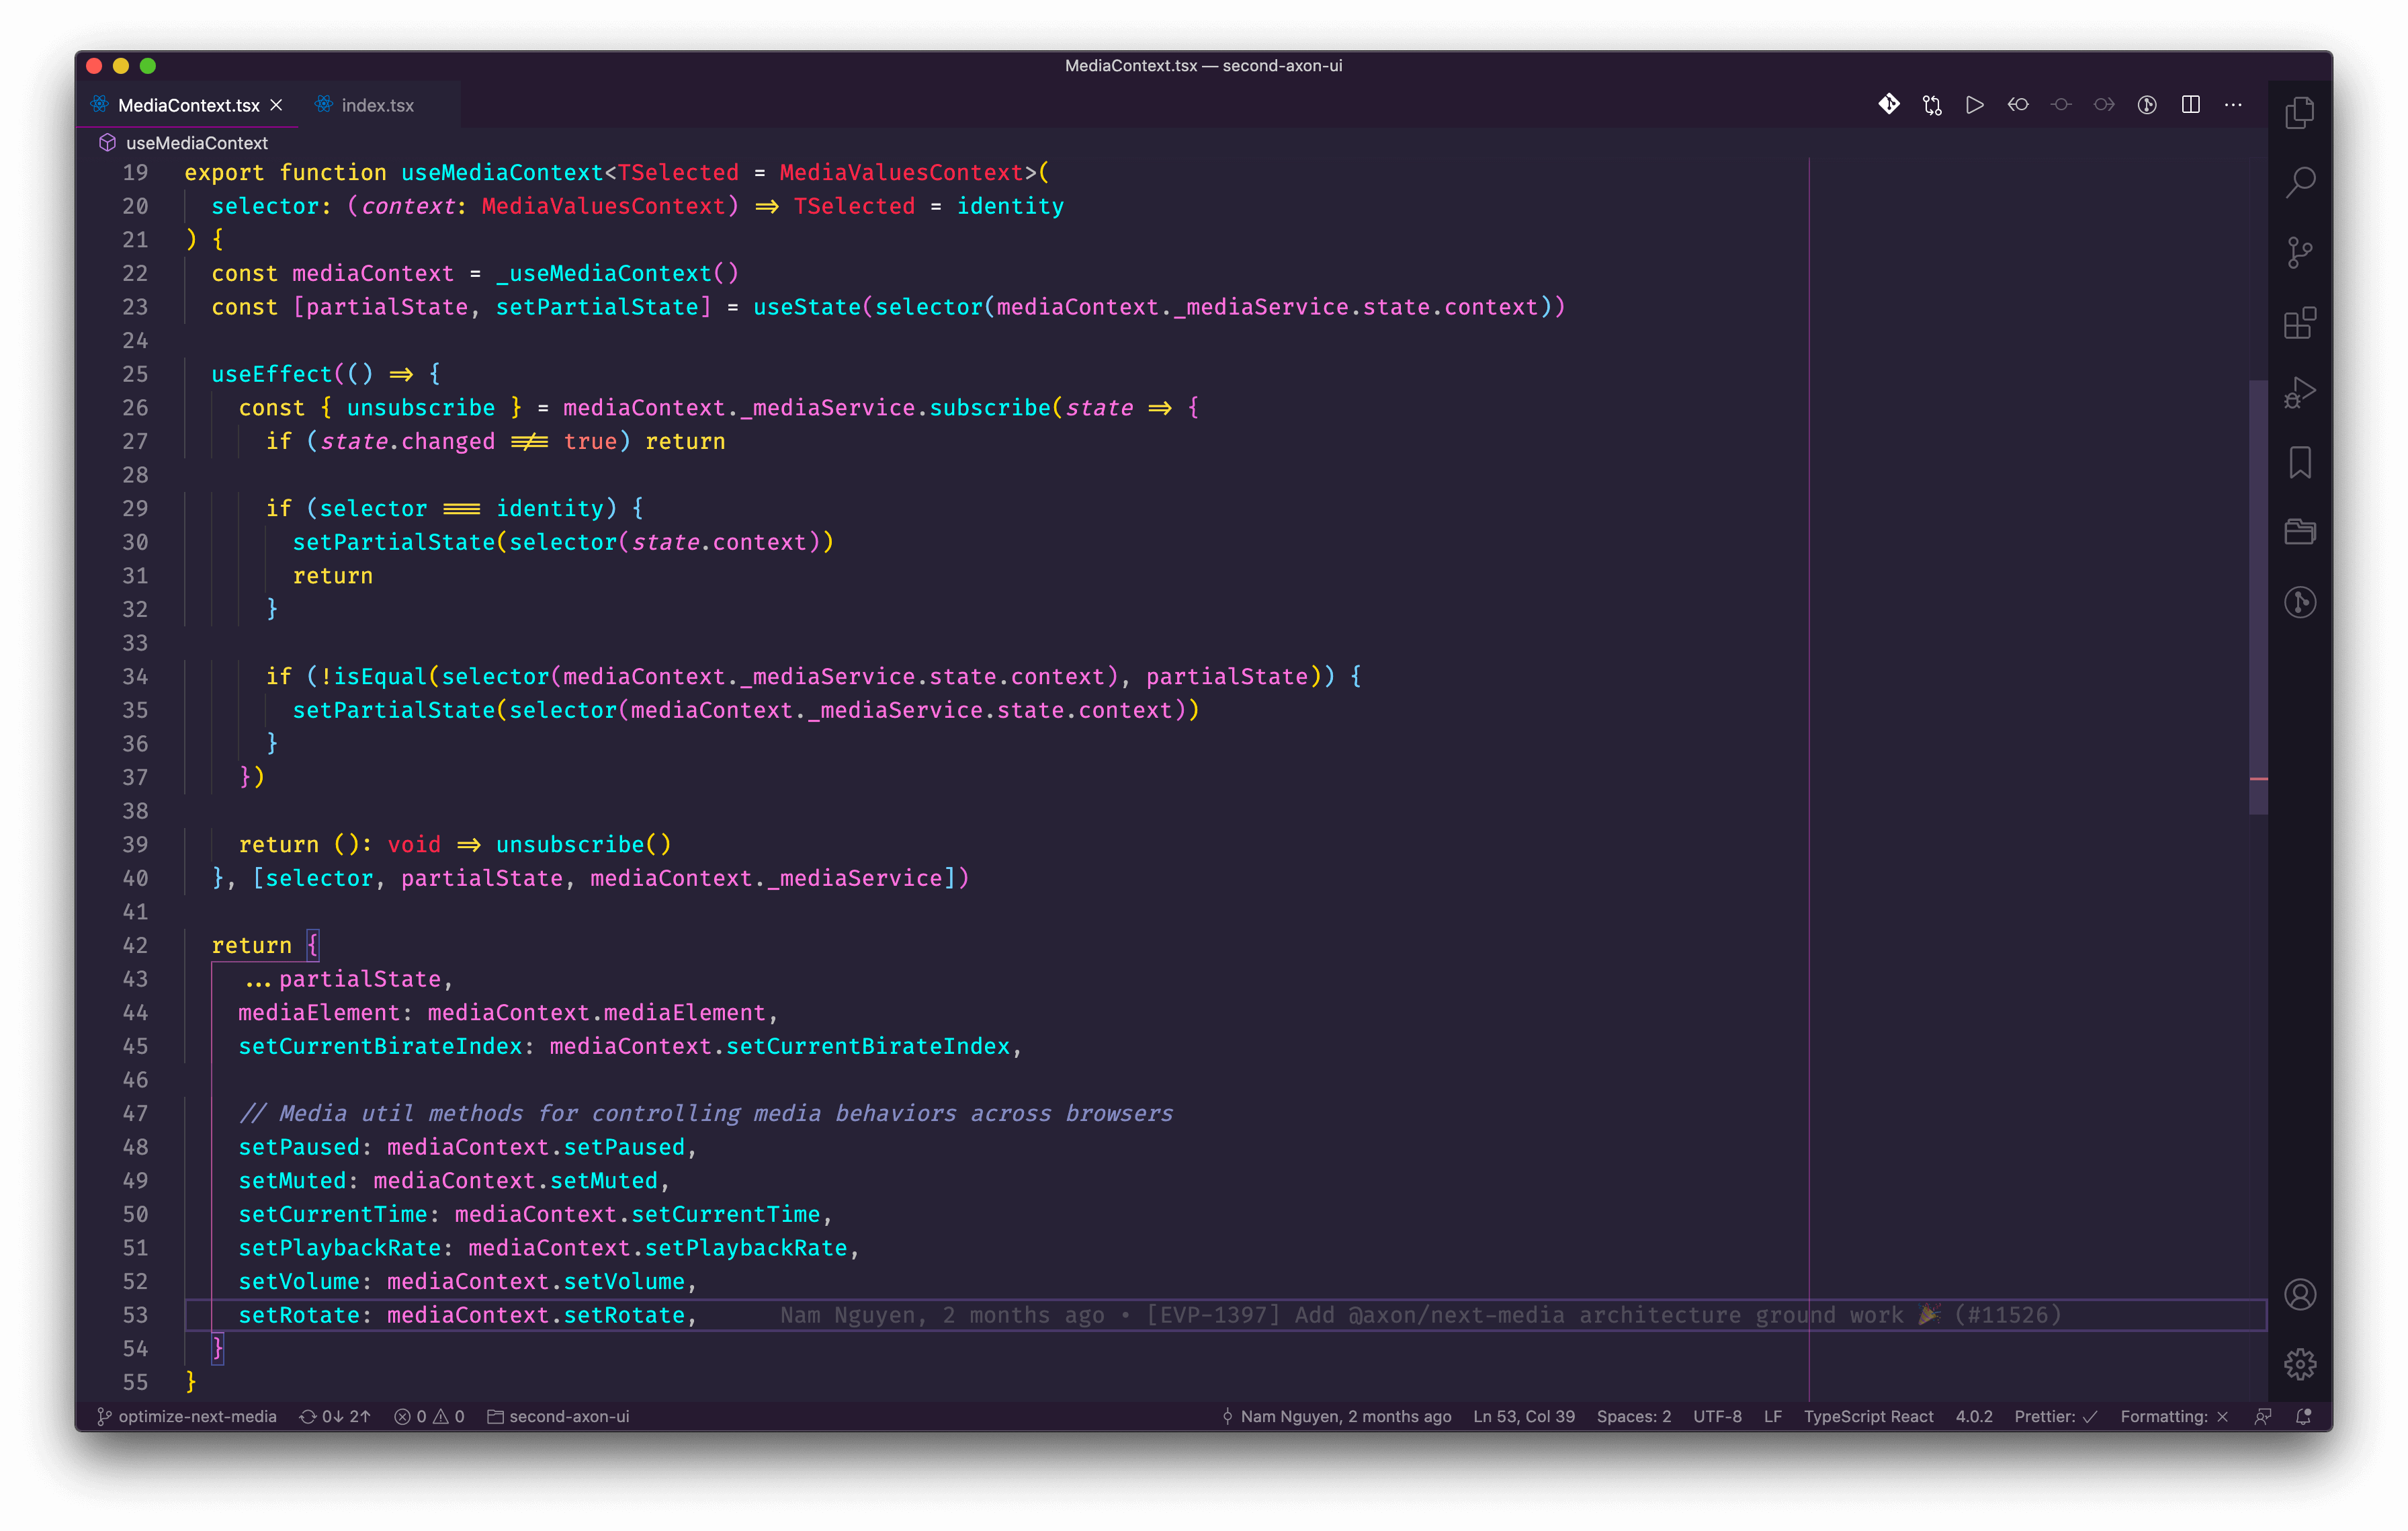 MediaContext.tsx — second-axon-ui
MediaContext.tsx index.tsx
useMediaContext
19 export function useMediaContext<TSelected = MediaValuesContext>(
20 selector: (context: MediaValuesContext) => TSelected = identity
21 ) {
22 const mediaContext = _useMediaContext()
23 const [partialState, setPartialState] = useState(selector(mediaContext._mediaService.state.context))
24
25 useEffect(() => {
26 const { unsubscribe } = mediaContext._mediaService.subscribe(state => {
27 if (state.changed !== true) return
28
29 if (selector === identity) {
30 setPartialState(selector(state.context))
31 return
32 }
33
34 if (!isEqual(selector(mediaContext._mediaService.state.context), partialState)) {
35 setPartialState(selector(mediaContext._mediaService.state.context))
36 }
37 })
38
39 return (): void => unsubscribe()
40 }, [selector, partialState, mediaContext._mediaService])
41
42 return {
43 ...partialState,
44 mediaElement: mediaContext.mediaElement,
45 setCurrentBirateIndex: mediaContext.setCurrentBirateIndex,
46
47 // Media util methods for controlling media behaviors across browsers
48 setPaused: mediaContext.setPaused,
49 setMuted: mediaContext.setMuted,
50 setCurrentTime: mediaContext.setCurrentTime,
51 setPlaybackRate: mediaContext.setPlaybackRate,
52 setVolume: mediaContext.setVolume,
53 setRotate: mediaContext.setRotate, Nam Nguyen, 2 months ago • [EVP-1397] Add @axon/next-media architecture ground work 🎉 (#11526)
54 }
55 }
optimize-next-media 0↓ 2↑ 0 0 second-axon-ui Nam Nguyen, 2 months ago Ln 53, Col 39 Spaces: 2 UTF-8 LF TypeScript React 4.0.2 Prettier: ✓ Formatting: ×